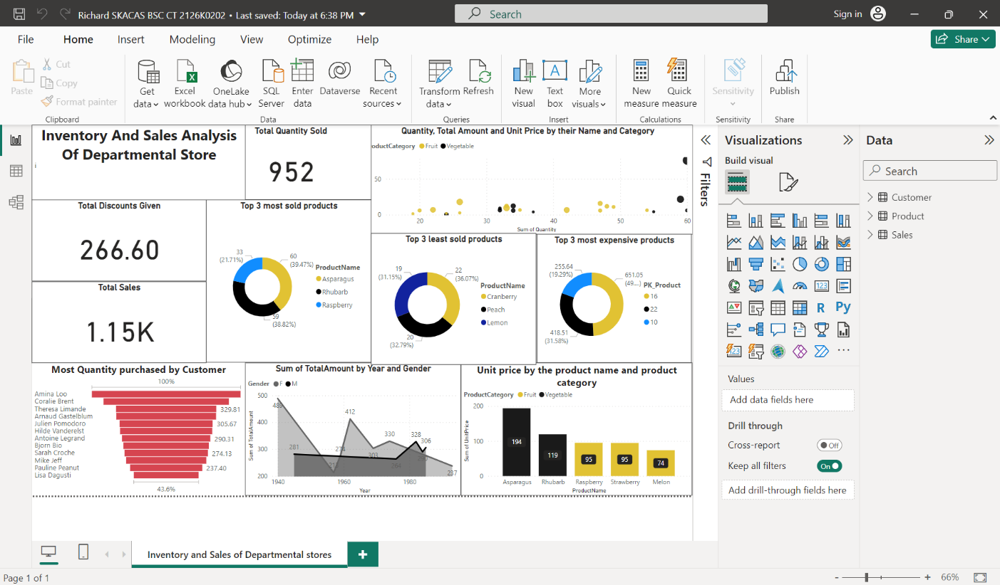 Richard SKACAS BSC CT 2126K0202 • Last saved: Today at 6:38 PM
Search
Sign in
File
Home
Insert
Modeling
View
Optimize
Help
Share
Paste
Cut
Copy
Format painter
Clipboard
Get data
Excel workbook
OneLake data hub
SQL Server
Enter data
Dataverse
Recent sources
Data
Transform data
Refresh
Queries
New visual
Text box
More visuals
Insert
New measure
Quick measure
Calculations
Sensitivity
Sensitivity
Publish
Share
Inventory And Sales Analysis
Of Departmental Store
i
Total Quantity Sold
952
Quantity, Total Amount and Unit Price by their Name and Category
oductCategory Fruit Vegetable
50
0
20 30 40 50 60
Sum of Quantity
Total Discounts Given
266.60
Total Sales
1.15K
Top 3 most sold products
33
(21.71%)
60
(39.47%)
59
(38.82%)
ProductName
Asparagus
Rhubarb
Raspberry
Top 3 least sold products
19
(31.15%)
22
(36.07%)
20
(32.79%)
ProductName
Cranberry
Peach
Lemon
Top 3 most expensive products
255.64
(19.29%)
651.05
(49....)
418.51
(31.58%)
PK_Product
16
22
10
Most Quantity purchased by Customer
100%
Amina Loo
Coralie Brent
Theresa Limande 329.81
Arnaud Gastelblum
Julien Pomodoro 305.67
Hilde Vanderelst
Antoine Legrand 290.31
Bjorn Bio
Sarah Croche 274.13
Mike Jeff
Pauline Peanut 237.40
Lisa Dagusti
43.6%
Sum of TotalAmount by Year and Gender
Gender F M
Sum of TotalAmount
500
400
300
200
281
412
303
330
328
306
237
1940 1960 1980
Year
Unit price by the product name and product
category
ProductCategory Fruit Vegetable
Sum of UnitPrice
200
100
0
194
119
95
95
74
Asparagus Rhubarb Raspberry Strawberry Melon
ProductName
Filters
Visualizations
Build visual
123
R
Py
123
Values
Add data fields here
Drill through
Cross-report
Off
Keep all filters
On
Add drill-through fields here
Data
Search
Customer
Product
Sales
Inventory and Sales of Departmental stores
+
Page 1 of 1
- + 66%